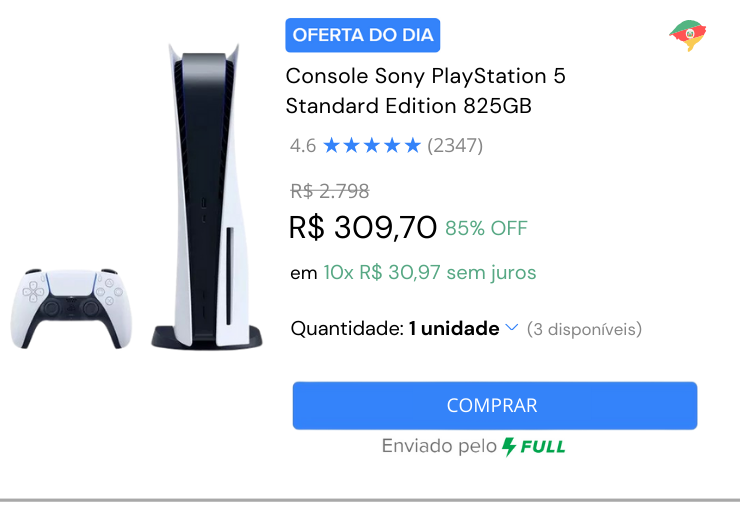 OFERTA DO DIA
Console Sony PlayStation 5
Standard Edition 825GB
4.6 ★★★★★ (2347)
R$ 2.798
R$ 309,70 85% OFF
em 10x R$ 30,97 sem juros
Quantidade: 1 unidade (3 disponíveis)
COMPRAR
Enviado pelo FULL